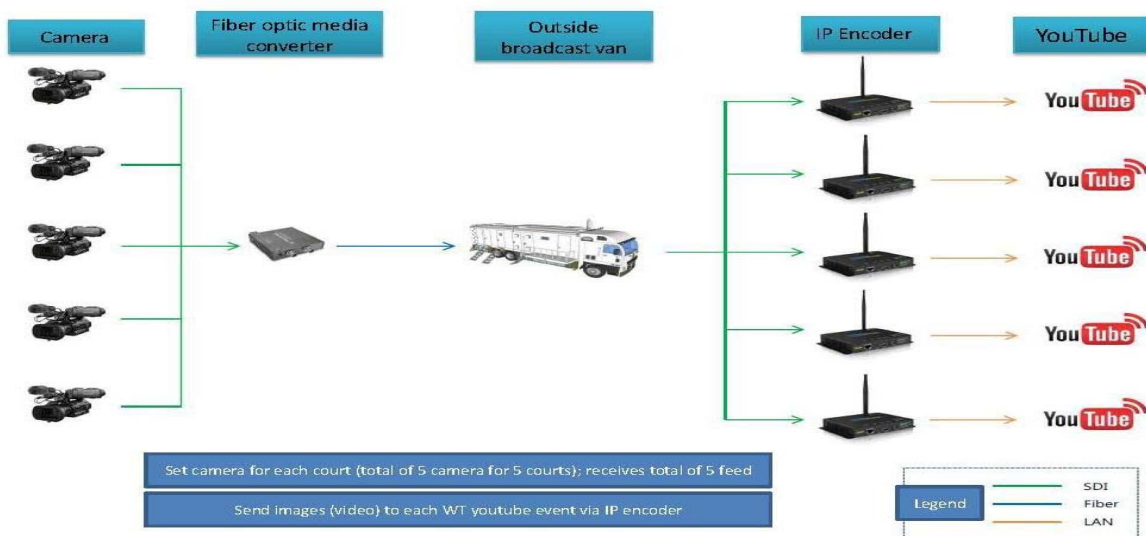 Camera
Fiber optic media
converter
Outside
broadcast van
IP Encoder
YouTube
YouTube
YouTube
YouTube
YouTube
YouTube
Set camera for each court (total of 5 camera for 5 courts); receives total of 5 feed
Send images (video) to each WT youtube event via IP encoder
Legend
SDI
Fiber
LAN